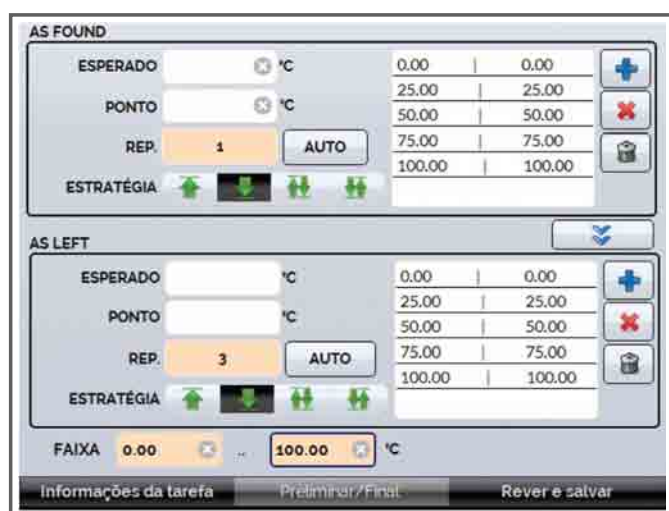 AS FOUND
ESPERADO °C
PONTO °C
REP. 1 AUTO
ESTRATÉGIA
0.00 | 0.00
25.00 | 25.00
50.00 | 50.00
75.00 | 75.00
100.00 | 100.00
AS LEFT
ESPERADO °C
PONTO °C
REP. 3 AUTO
ESTRATÉGIA
0.00 | 0.00
25.00 | 25.00
50.00 | 50.00
75.00 | 75.00
100.00 | 100.00
FAIXA 0.00 .. 100.00 °C
Informações da tarefa Preliminar/Final Rever e salvar